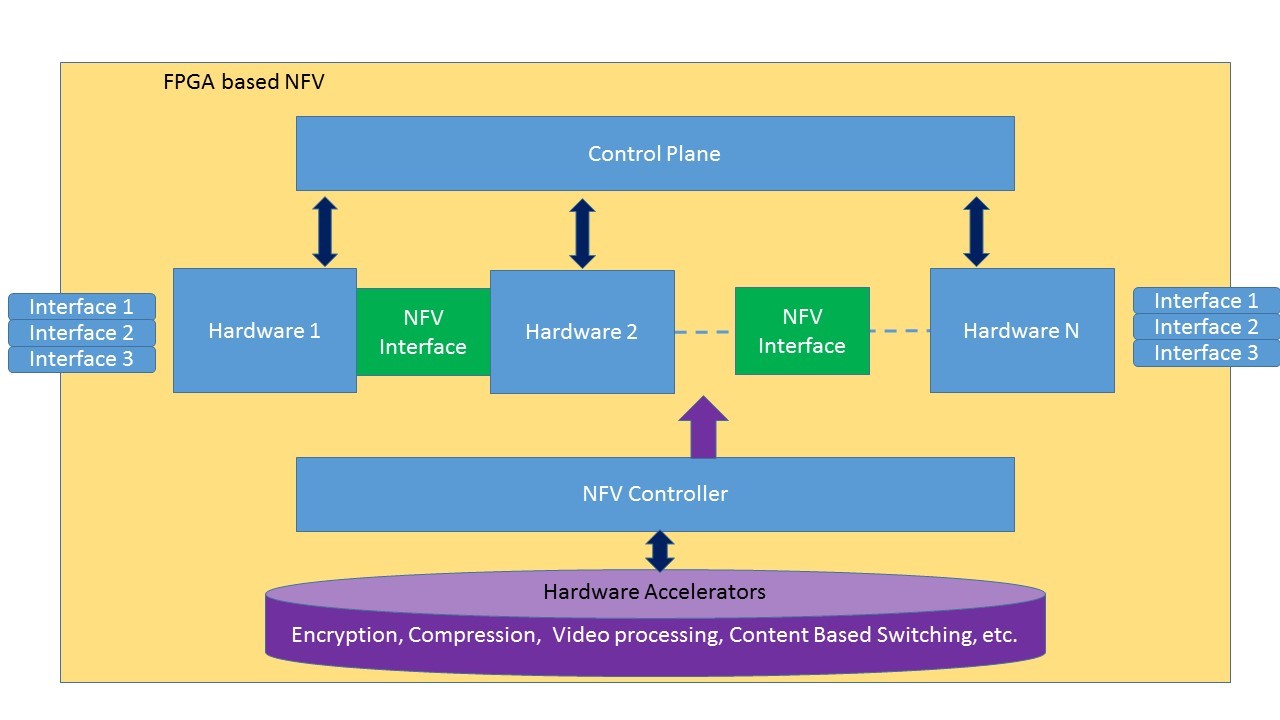 FPGA based NFV
Control Plane
Interface 1
Interface 2
Interface 3
Hardware 1
NFV
Interface
Hardware 2
NFV
Interface
Hardware N
Interface 1
Interface 2
Interface 3
NFV Controller
Hardware Accelerators
Encryption, Compression,  Video processing, Content Based Switching, etc.